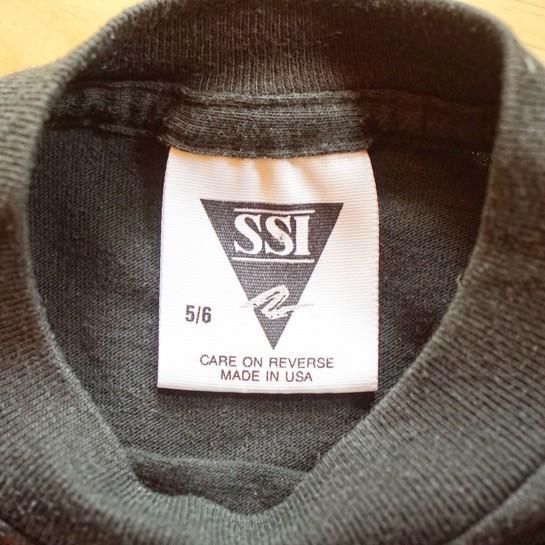 SSI
5/6
CARE ON REVERSE
MADE IN USA